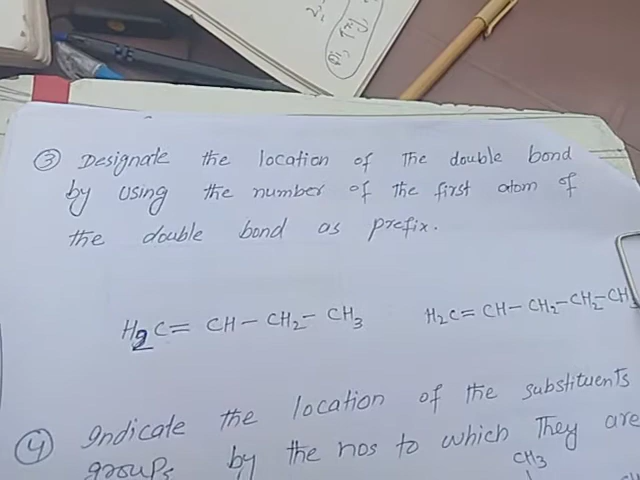 ③ Designate the location of the double bond
by using the number of the first atom of
the double bond as prefix.
H2C= CH-CH2- CH3 H2C= CH-CH2-CH2-CH3
④ Indicate the location of the substituents
groups by the nos to which They are
CH3